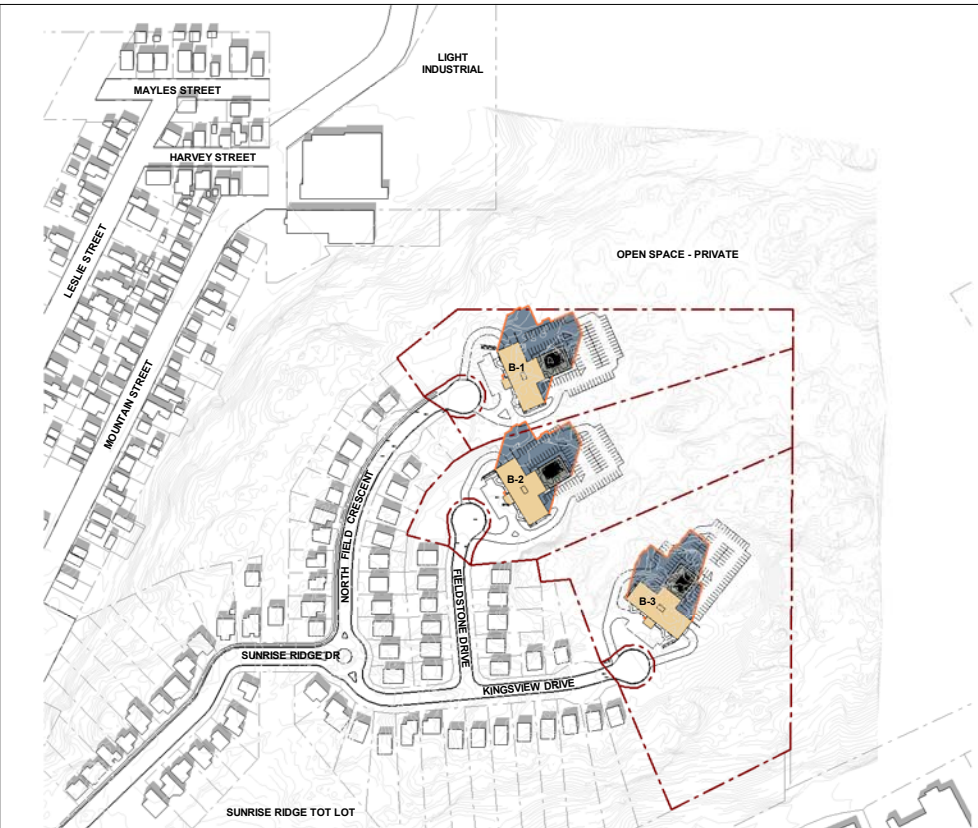 LIGHT
INDUSTRIAL
MAYLES STREET
HARVEY STREET
LESLIE STREET
MOUNTAIN STREET
OPEN SPACE - PRIVATE
B-1
B-2
B-3
NORTH FIELD CRESCENT
FIELDSTONE DRIVE
SUNRISE RIDGE DR
KINGSVIEW DRIVE
SUNRISE RIDGE TOT LOT